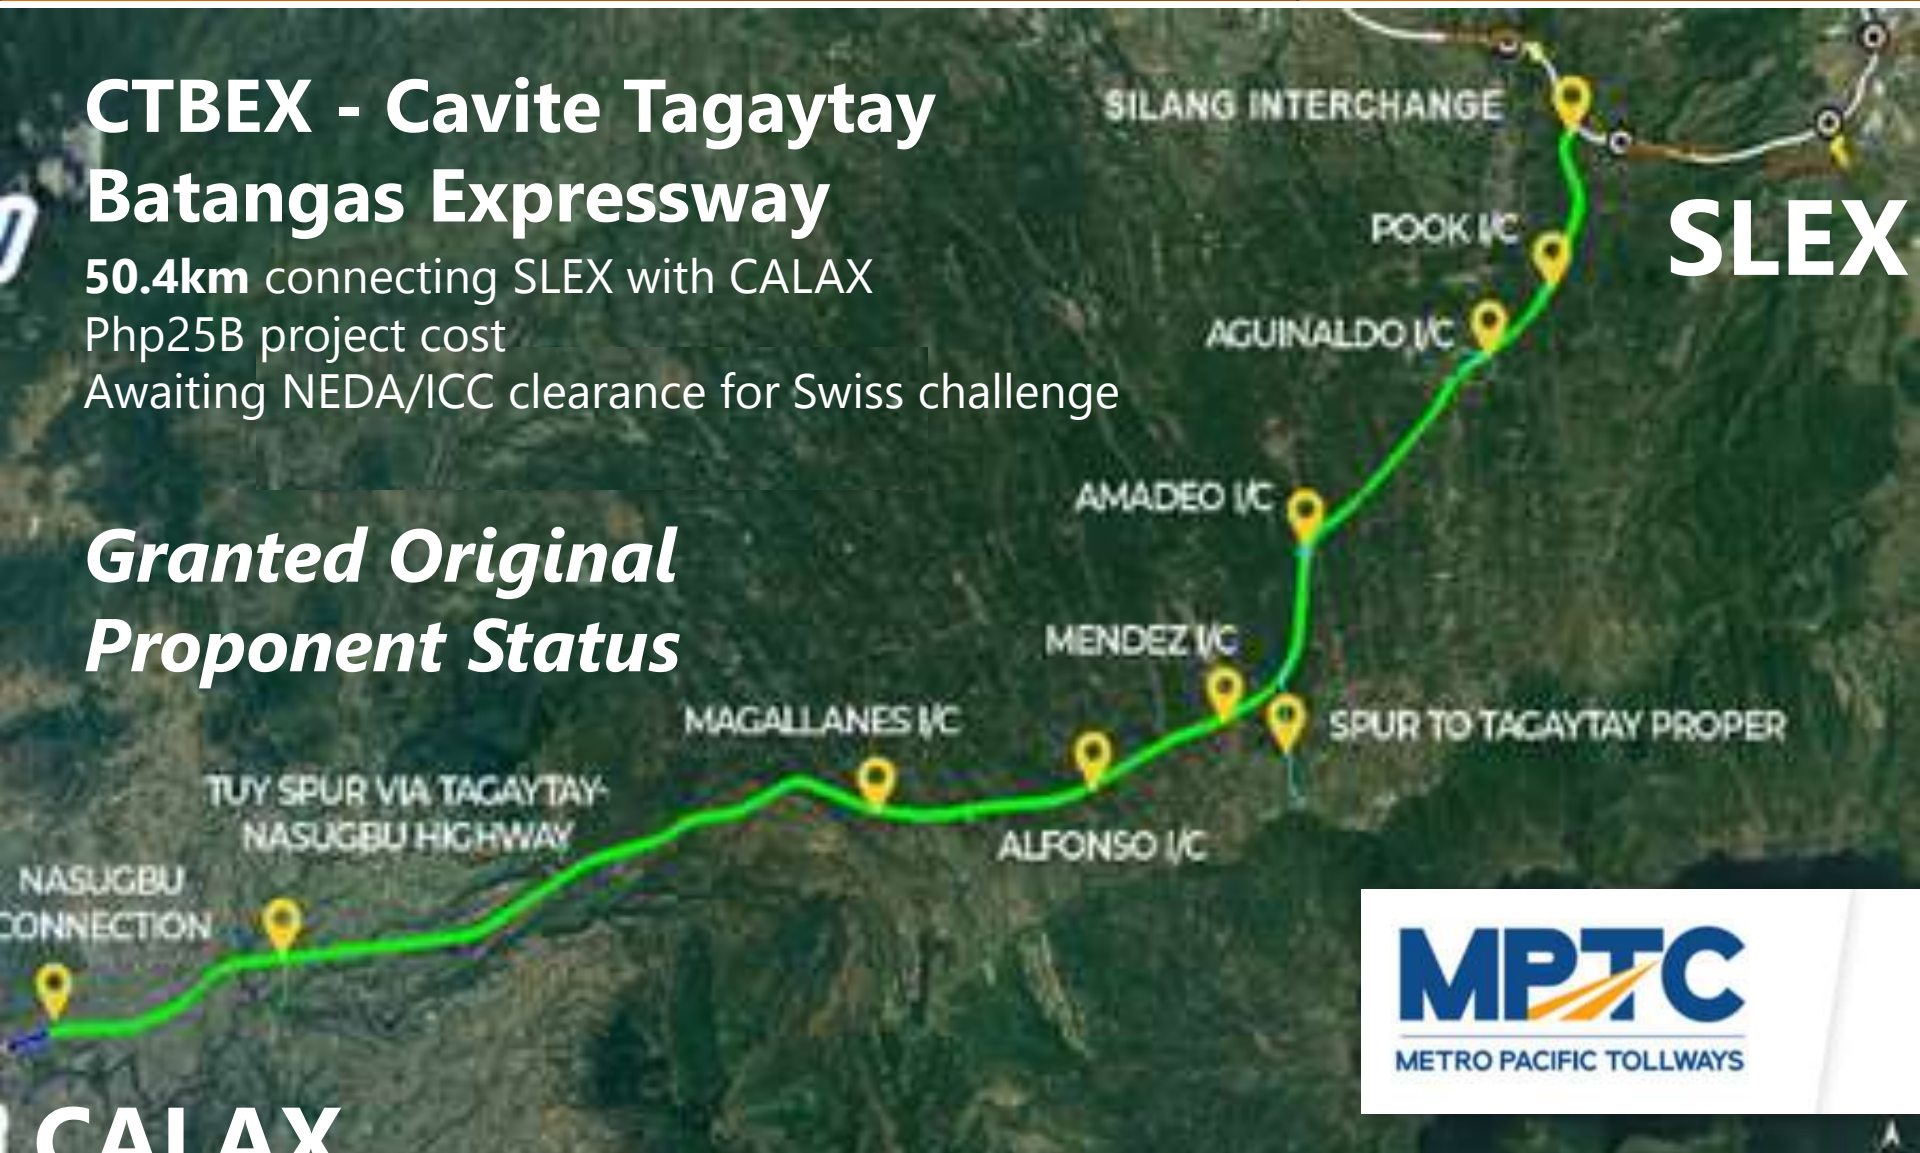 CTBEX - Cavite Tagaytay
Batangas Expressway
50.4km connecting SLEX with CALAX
Php25B project cost
Awaiting NEDA/ICC clearance for Swiss challenge
Granted Original
Proponent Status
SILANG INTERCHANGE
SLEX
POOK I/C
AGUINALDO I/C
AMADEO I/C
MENDEZ I/C
SPUR TO TAGAYTAY PROPER
MAGALLANES I/C
ALFONSO I/C
TUY SPUR VIA TAGAYTAY-
NASUGBU HIGHWAY
NASUGBU
CONNECTION
CALAX
MPTC
METRO PACIFIC TOLLWAYS